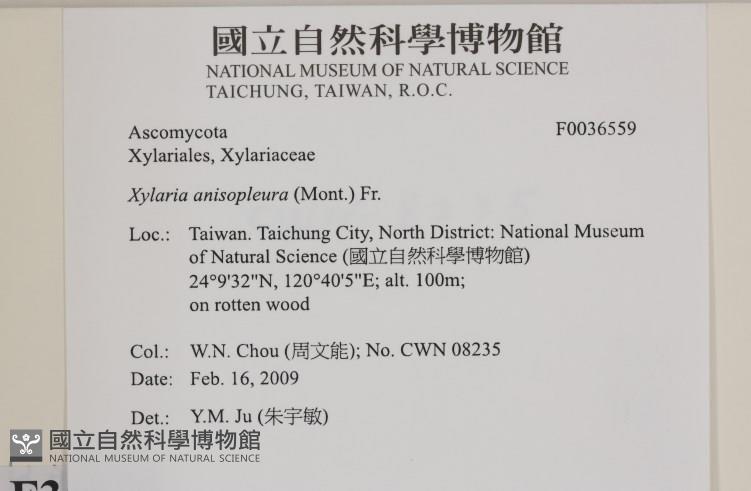 國立自然科學博物館
NATIONAL MUSEUM OF NATURAL SCIENCE
TAICHUNG, TAIWAN, R.O.C.
Ascomycota F0036559
Xylariales, Xylariaceae
Xylaria anisopleura (Mont.) Fr.
Loc.: Taiwan. Taichung City, North District: National Museum
of Natural Science (國立自然科學博物館)
24°9'32"N, 120°40'5"E; alt. 100m;
on rotten wood
Col.: W.N. Chou (周文能); No. CWN 08235
Date: Feb. 16, 2009
Det.: Y.M. Ju (朱宇敏)
國立自然科學博物館
NATIONAL MUSEUM OF NATURAL SCIENCE